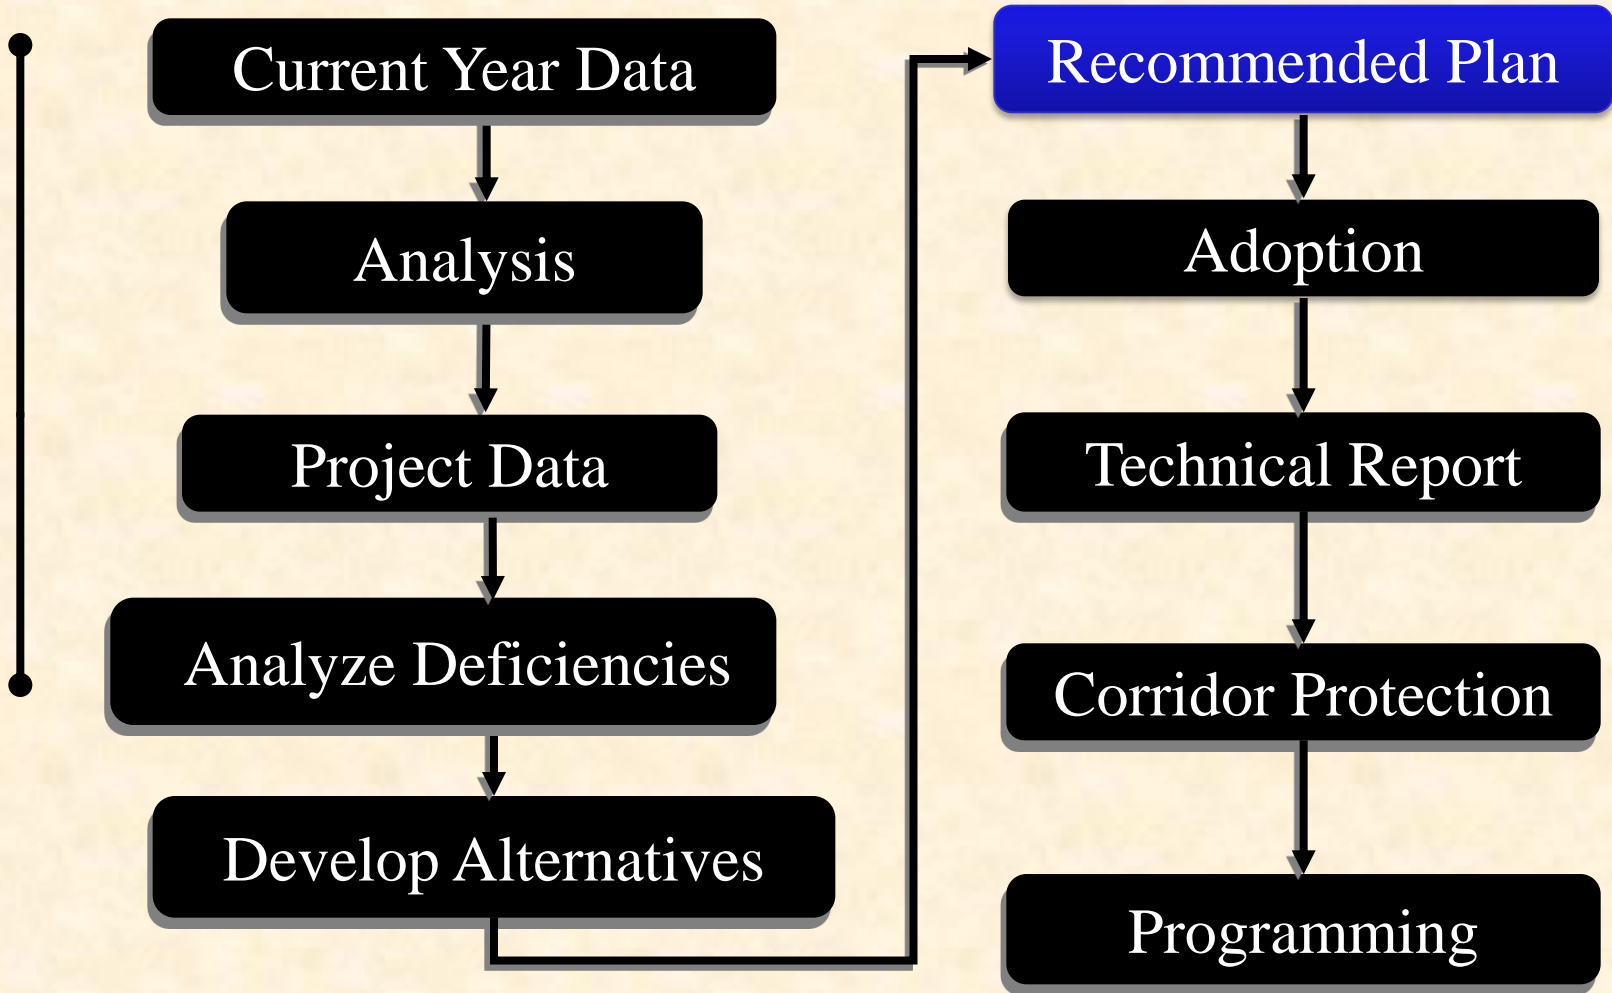 Current Year Data
Analysis
Project Data
Analyze Deficiencies
Develop Alternatives
Recommended Plan
Adoption
Technical Report
Corridor Protection
Programming